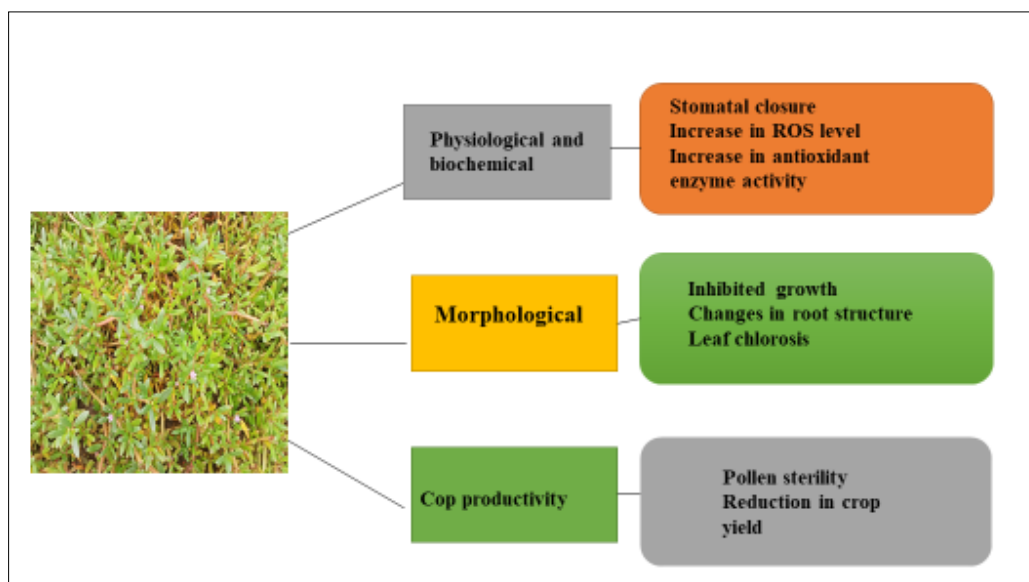 Physiological and
biochemical
Stomatal closure
Increase in ROS level
Increase in antioxidant
enzyme activity
Morphological
Inhibited growth
Changes in root structure
Leaf chlorosis
Cop productivity
Pollen sterility
Reduction in crop
yield